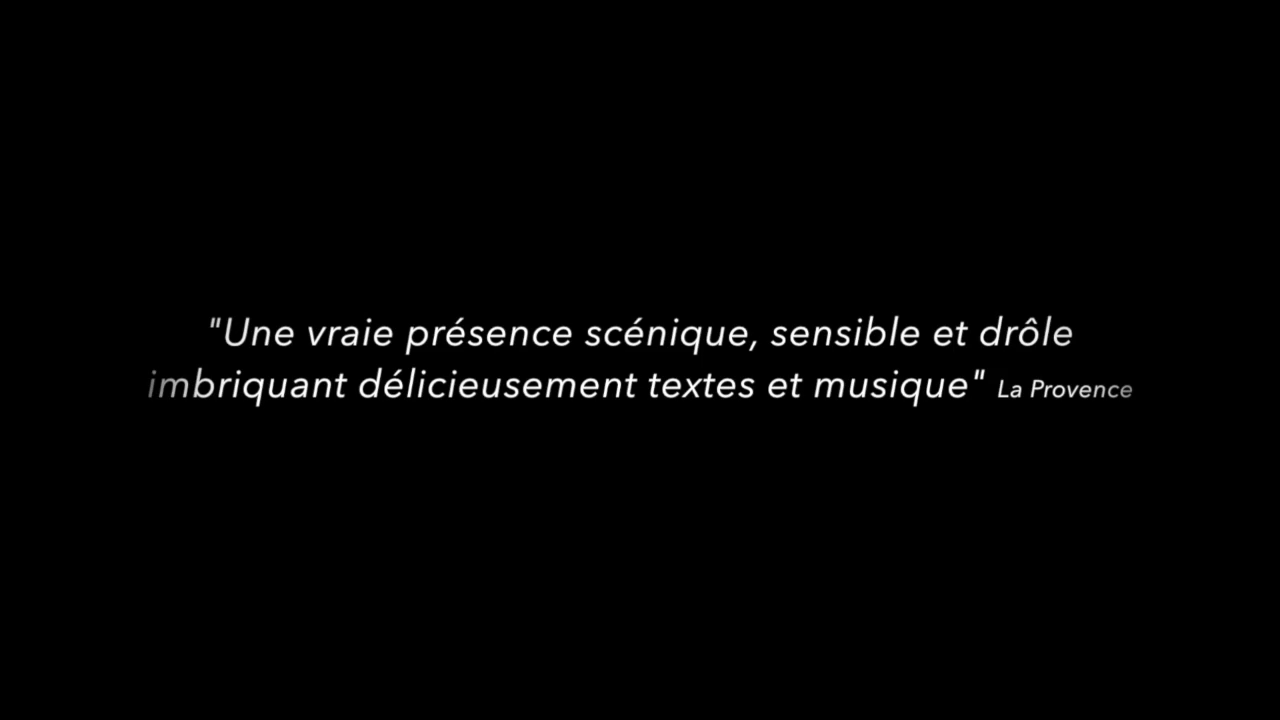 "Une vraie présence scénique, sensible et drôle
imbriquant délicieusement textes et musique" La Provence